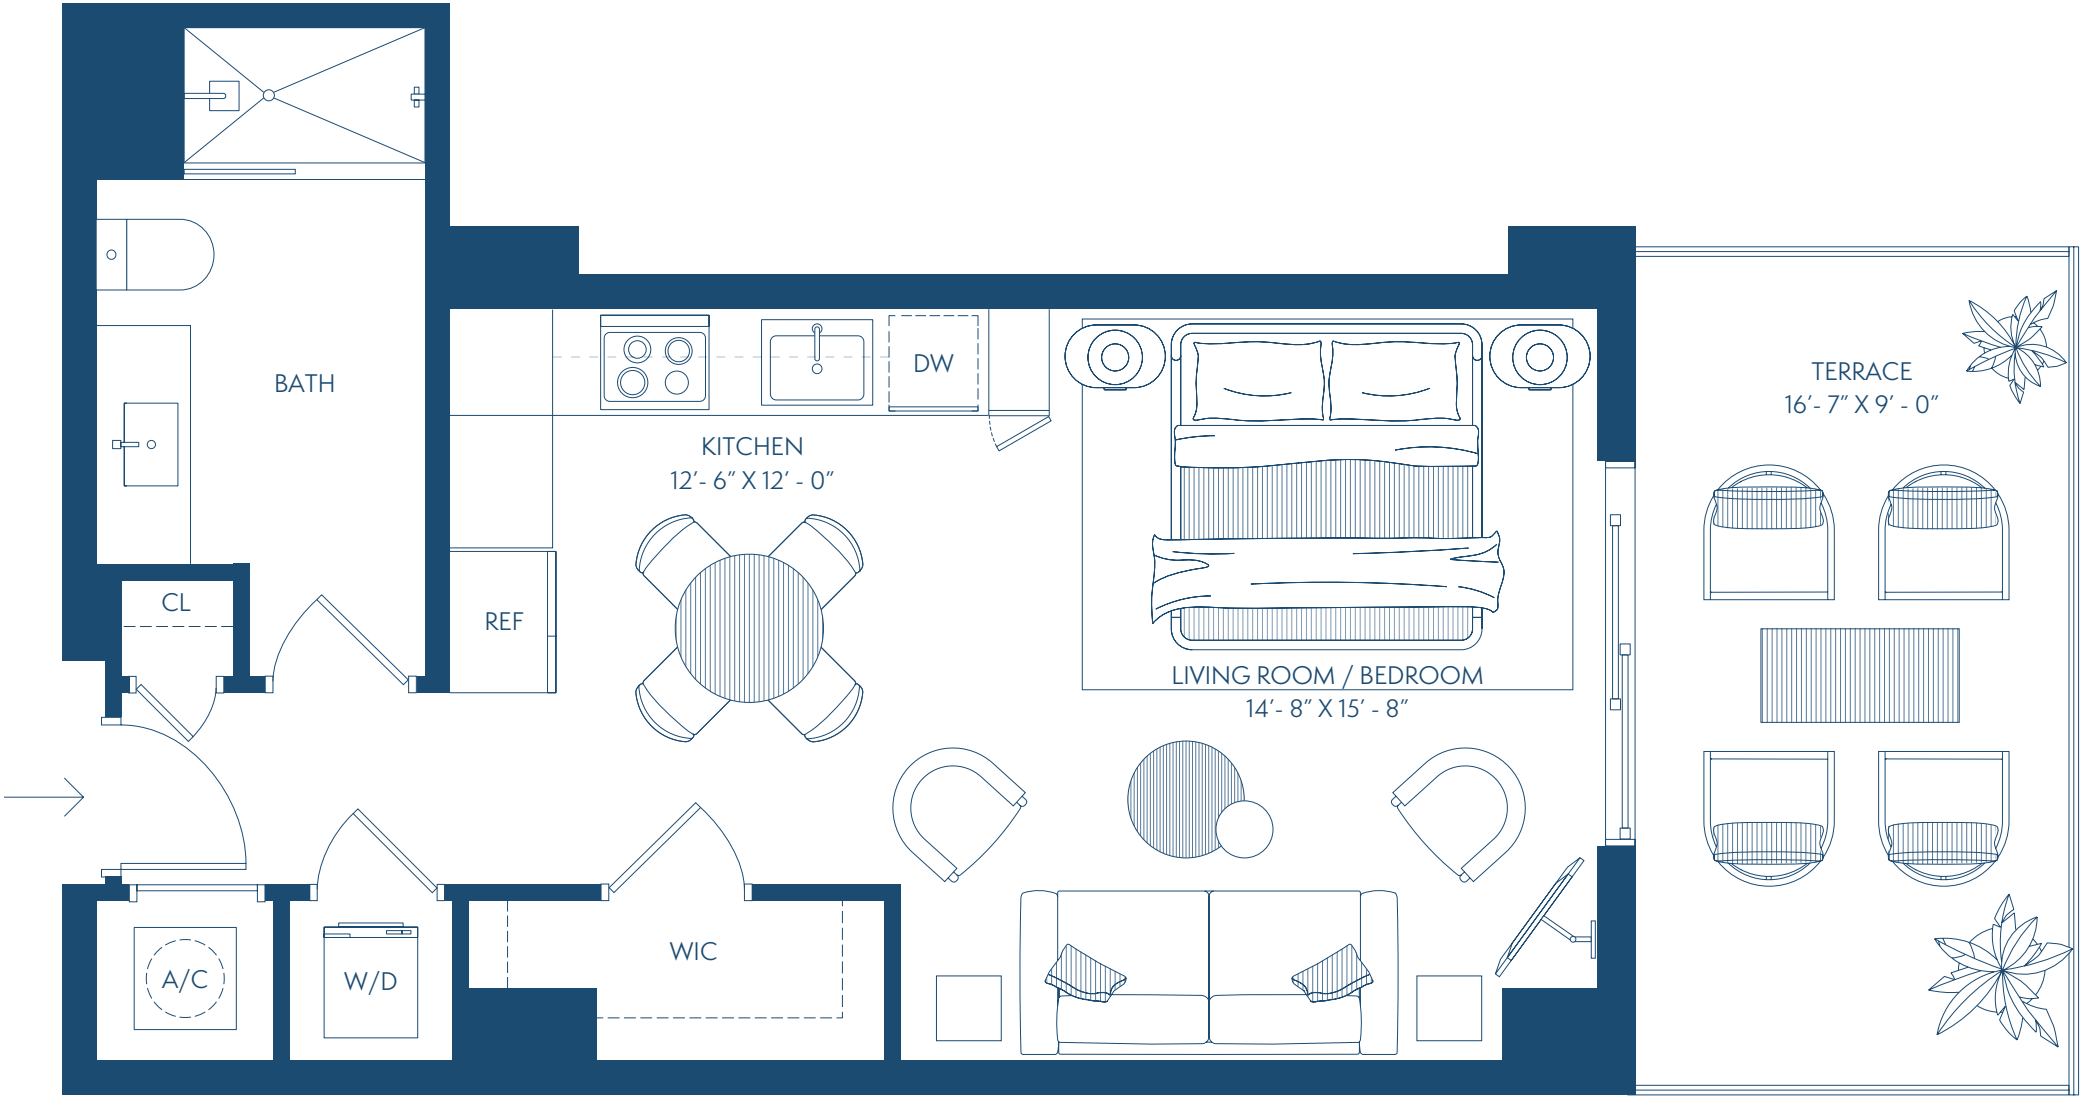 BATH
CL
REF
DW
KITCHEN
12'- 6” X 12' - 0”
LIVING ROOM / BEDROOM
14'- 8” X 15' - 8”
TERRACE
16'- 7” X 9' - 0”
A/C
W/D
WIC